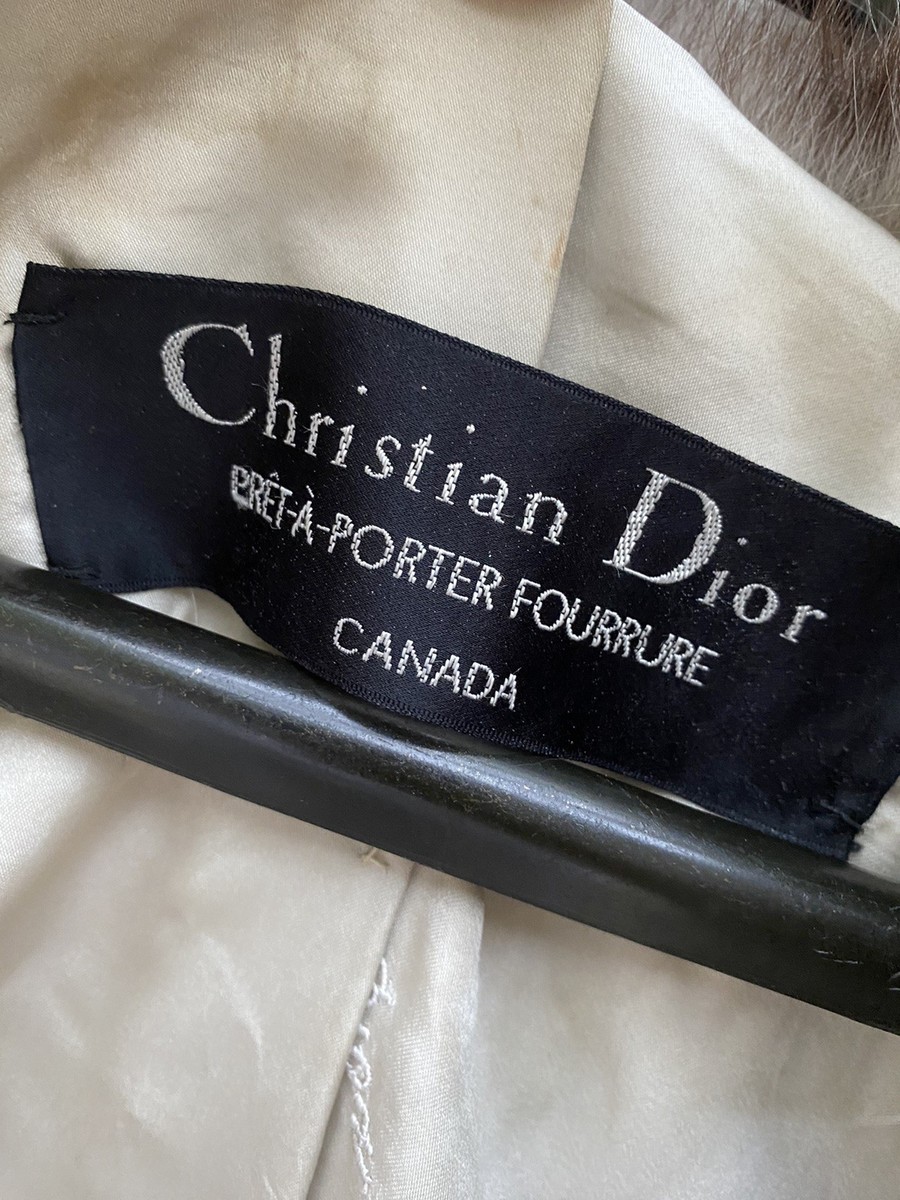 Christian Dior
PRÊT-À-PORTER FOURRURE
CANADA